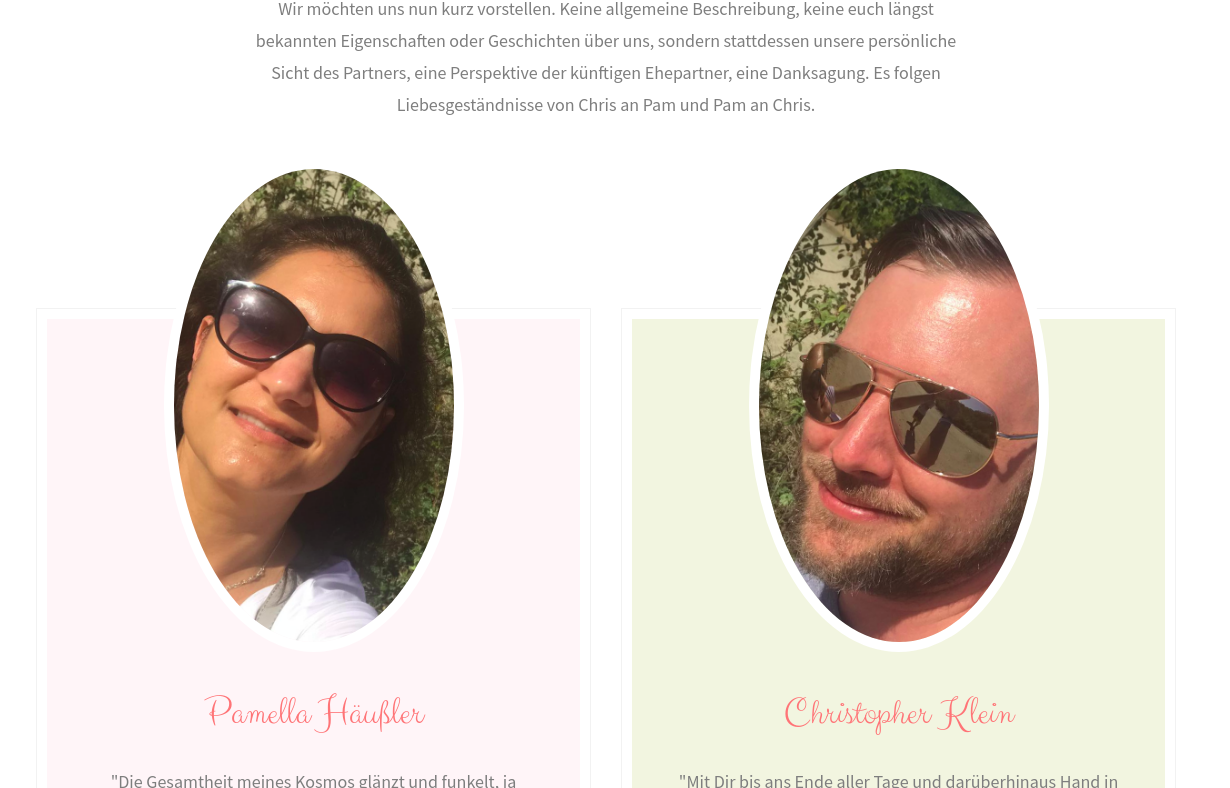 Wir möchten uns nun kurz vorstellen. Keine allgemeine Beschreibung, keine euch längst
bekannten Eigenschaften oder Geschichten über uns, sondern stattdessen unsere persönliche
Sicht des Partners, eine Perspektive der künftigen Ehepartner, eine Danksagung. Es folgen
Liebesgeständnisse von Chris an Pam und Pam an Chris.
Pamella Häußler
"Die Gesamtheit meines Kosmos glänzt und funkelt, ja
Christopher Klein
"Mit Dir bis ans Ende aller Tage und darüberhinaus Hand in